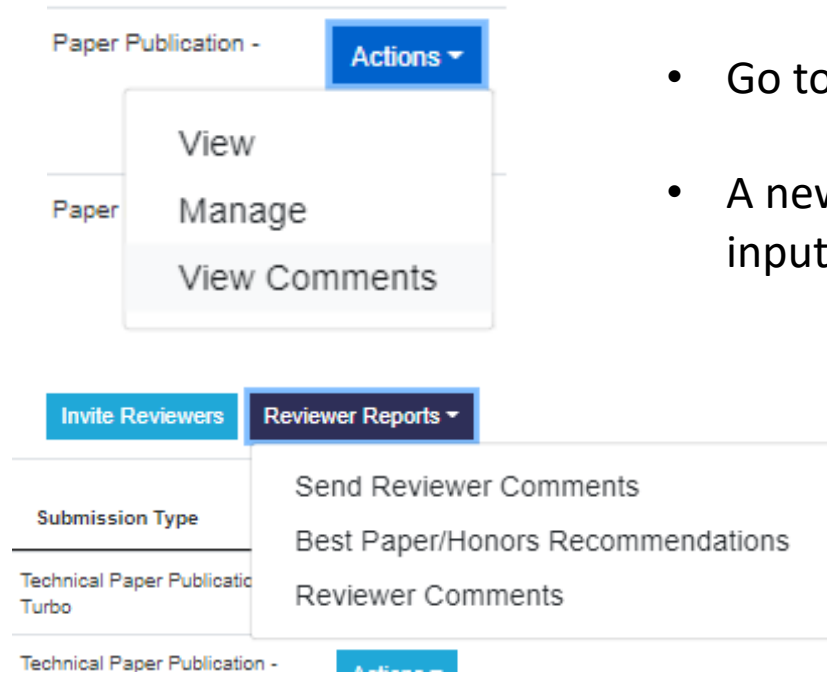 Paper Publication -
Actions
View
Paper
Manage
View Comments
• Go to
• A new
input
Invite Reviewers
Reviewer Reports
Send Reviewer Comments
Submission Type
Best Paper/Honors Recommendations
Technical Paper Publicatio
Turbo
Reviewer Comments
Technical Paper Publication -
Actions